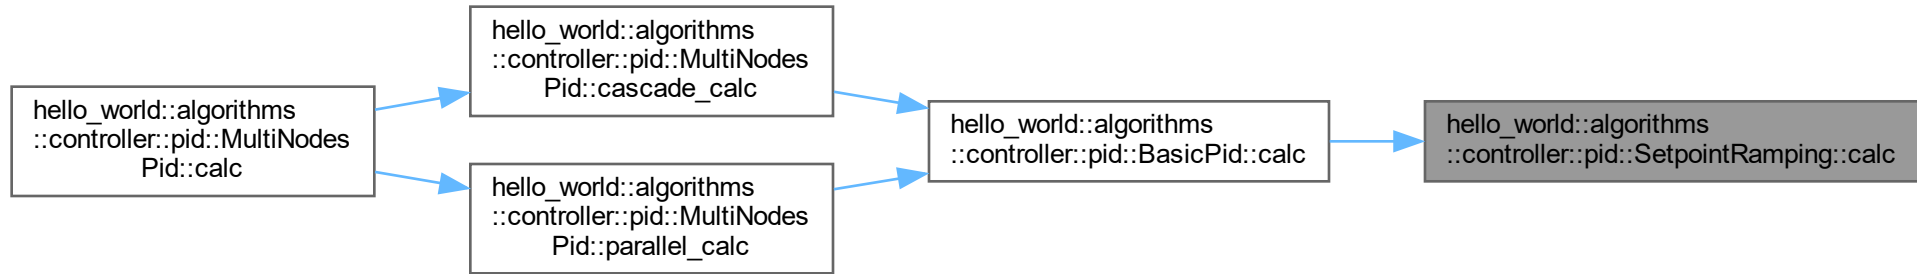 hello_world::algorithms
::controller::pid::MultiNodes
Pid::calc
hello_world::algorithms
::controller::pid::MultiNodes
Pid::cascade_calc
hello_world::algorithms
::controller::pid::MultiNodes
Pid::parallel_calc
hello_world::algorithms
::controller::pid::BasicPid::calc
hello_world::algorithms
::controller::pid::SetpointRamping::calc